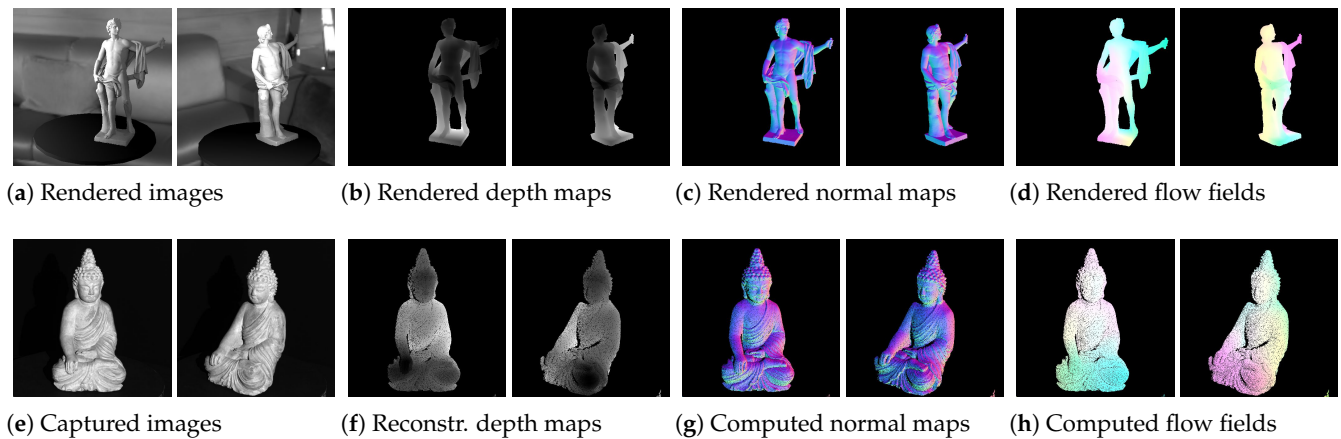 (a) Rendered images
(b) Rendered depth maps
(c) Rendered normal maps
(d) Rendered flow fields
(e) Captured images
(f) Reconstr. depth maps
(g) Computed normal maps
(h) Computed flow fields